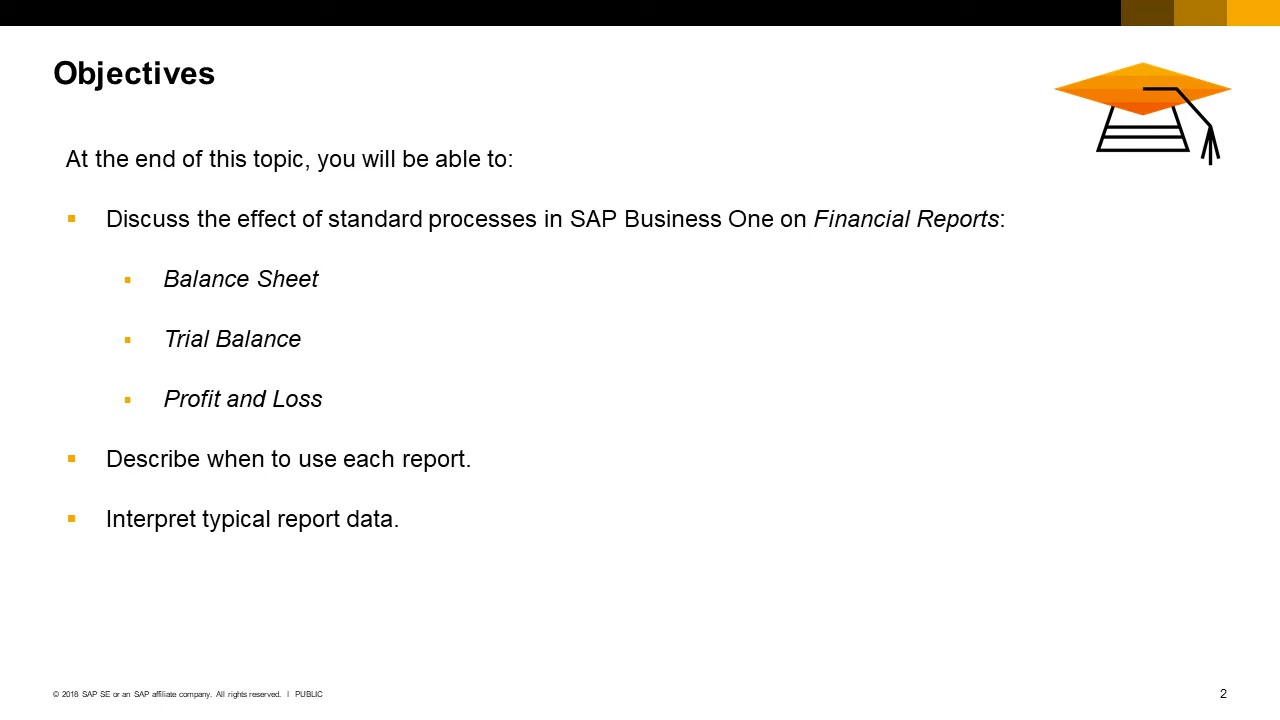 Objectives
At the end of this topic, you will be able to:
▪ Discuss the effect of standard processes in SAP Business One on Financial Reports:
▪ Balance Sheet
▪ Trial Balance
▪ Profit and Loss
▪ Describe when to use each report.
▪ Interpret typical report data.
© 2018 SAP SE or an SAP affiliate company. All rights reserved. | PUBLIC
2